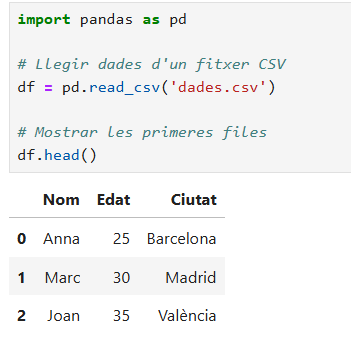 import pandas as pd
# Llegir dades d'un fitxer CSV
df = pd.read_csv('dades.csv')
# Mostrar les primeres files
df.head()
Nom Edat Ciutat
0 Anna 25 Barcelona
1 Marc 30 Madrid
2 Joan 35 València